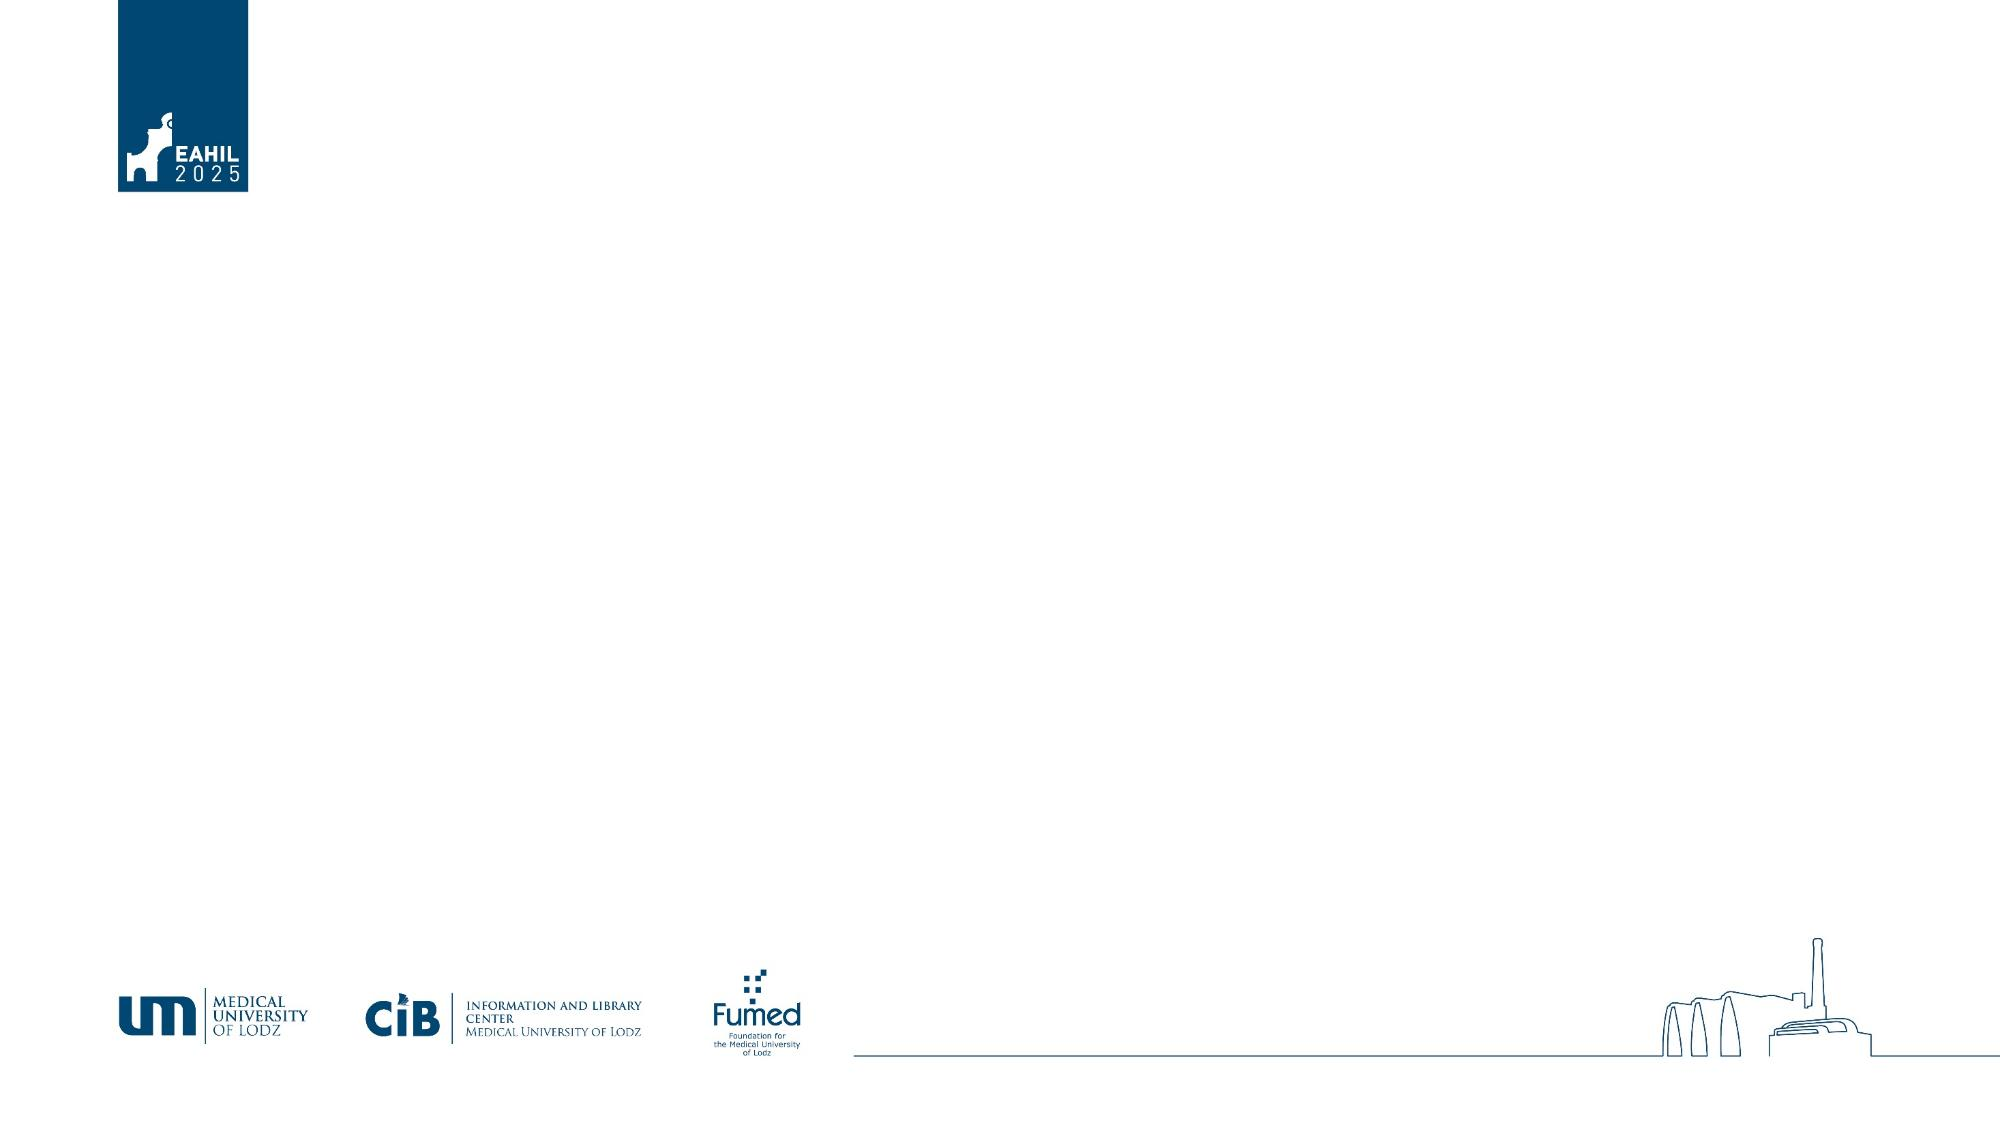 EAHIL
2025
um
MEDICAL
UNIVERSITY
OF LODZ
CiB
INFORMATION AND LIBRARY
CENTER
MEDICAL UNIVERSITY OF LODZ
Fumed
Foundation for
the Medical University
of Lodz